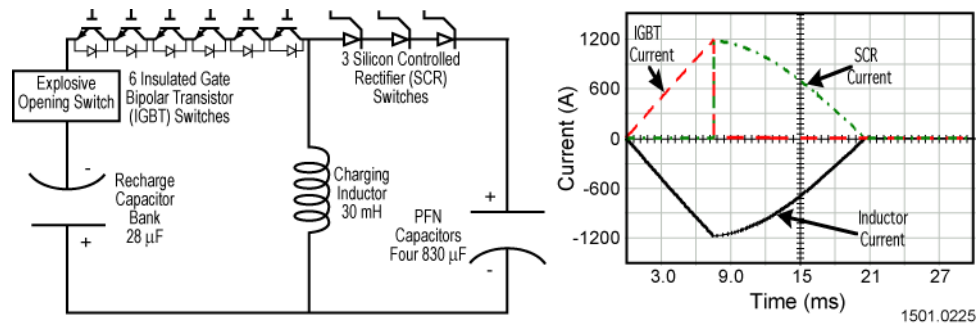 Explosive
Opening Switch
6 Insulated Gate
Bipolar Transistor
(IGBT) Switches
3 Silicon Controlled
Rectifier (SCR)
Switches
-
Recharge
Capacitor
Bank
28 μF
+
Charging
Inductor
30 mH
+
PFN
Capacitors
Four 830 μF
-
Current (A)
1200
600
0
-600
-1200
IGBT
Current
SCR
Current
Inductor
Current
3.0 9.0 15 21 27
Time (ms)
1501.0225